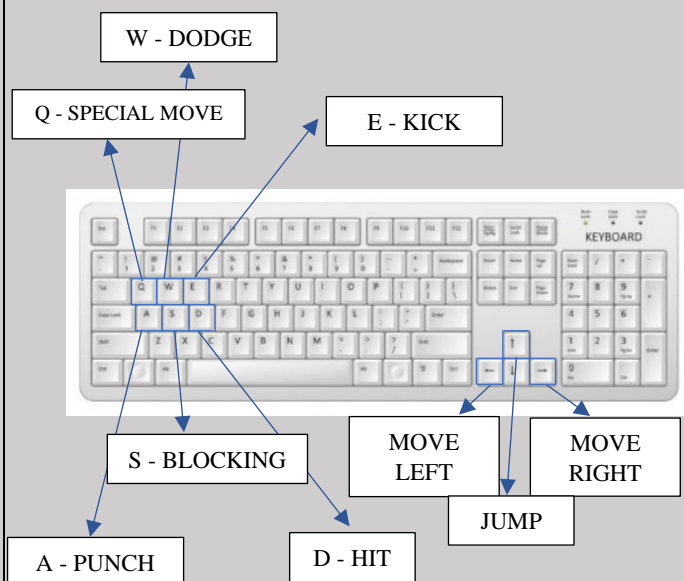 W - DODGE
Q - SPECIAL MOVE
E - KICK
KEYBOARD
Q W E R T Y U I O P
A S D F G H J K L
Z X C V B N M
S - BLOCKING
MOVE
LEFT
MOVE
RIGHT
JUMP
A - PUNCH
D - HIT